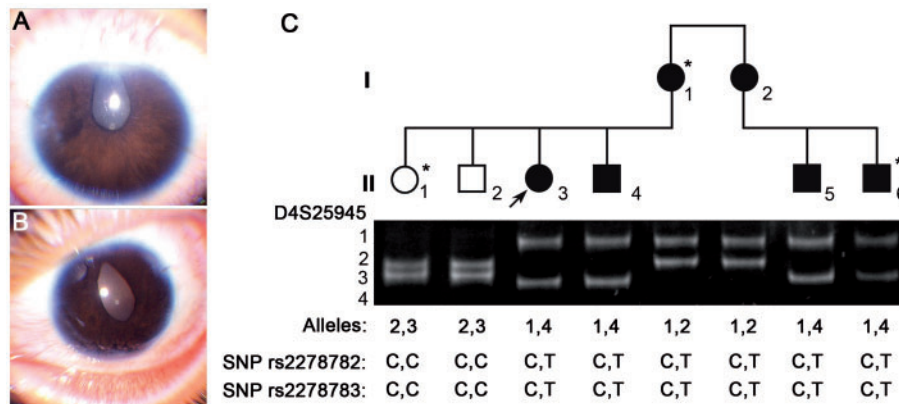 A
B
C
I
* 1
2
II
* 1
2
3
4
5
* 6
D4S25945
1
2
3
4
Alleles: 2,3 2,3 1,4 1,4 1,2 1,2 1,4 1,4
SNP rs2278782: C,C C,C C,T C,T C,T C,T C,T C,T
SNP rs2278783: C,C C,C C,T C,T C,T C,T C,T C,T